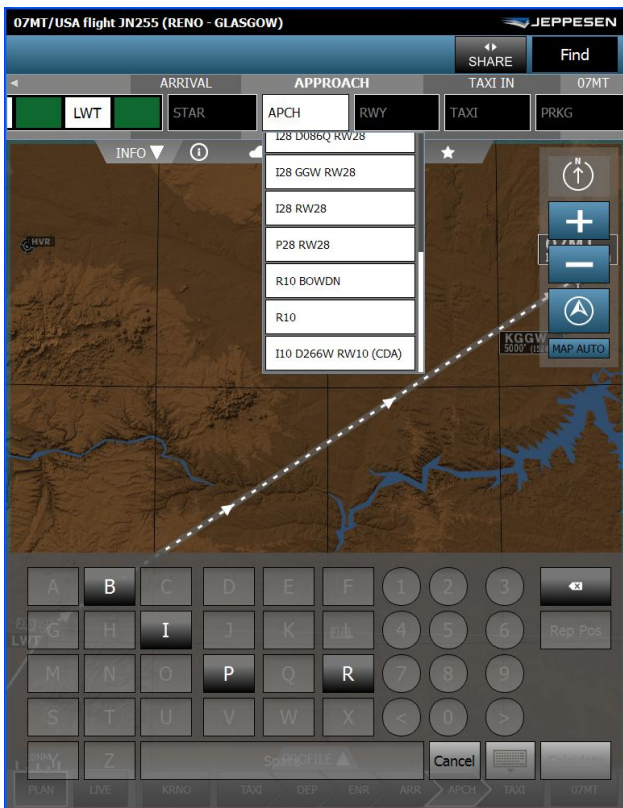 07MT/USA flight JN255 (RENO - GLASGOW)
JEPPESEN
SHARE
Find
ARRIVAL APPROACH TAXI IN 07MT
LWT STAR APCH RWY TAXI PRKG
INFO
I28 D086Q RW28
I28 GGW RW28
I28 RW28
P28 RW28
R10 BOWDN
R10
I10 D266W RW10 (CDA)
HVR
N
07MT
+
−
KGGW
5000'
MAP AUTO
A B C D E F 1 2 3
G H I J K 4 5 6 Rep Pos
LWT
M N O P Q R 7 8 9
S T U V W X < 0 >
Y Z Space Cancel
PROFILE
PLAN LIVE KRNO TAXI DEP ENR ARR APCH TAXI 07MT